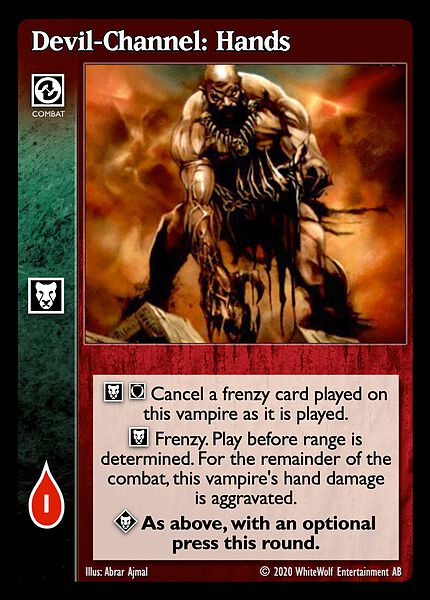 Devil-Channel: Hands
COMBAT
Cancel a frenzy card played on
this vampire as it is played.
Frenzy. Play before range is
determined. For the remainder of the
combat, this vampire's hand damage
is aggravated.
As above, with an optional
press this round.
1
Illus: Abrar Ajmal
© 2020 WhiteWolf Entertainment AB